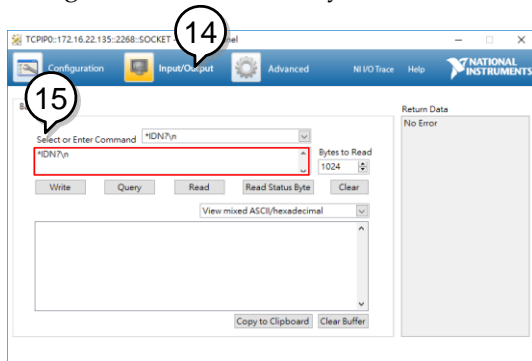 14
TCPIP0::172.16.22.135::2268::SOCKET
Configuration
Input/Output
Advanced
NI I/O Trace
Help
NATIONAL
INSTRUMENTS
15
Return Data
No Error
Select or Enter Command
*IDN?\n
*IDN?\n
Bytes to Read
1024
Write
Query
Read
Read Status Byte
Clear
View mixed ASCII/hexadecimal
Copy to Clipboard
Clear Buffer